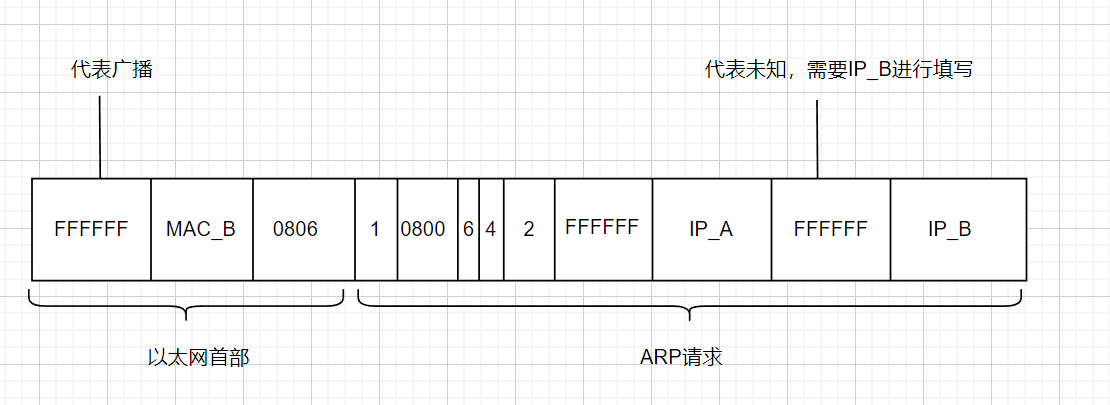 代表广播
代表未知，需要IP_B进行填写
FFFFFF MAC_B 0806 1 0800 6 4 2 FFFFFF IP_A FFFFFF IP_B
以太网首部
ARP请求